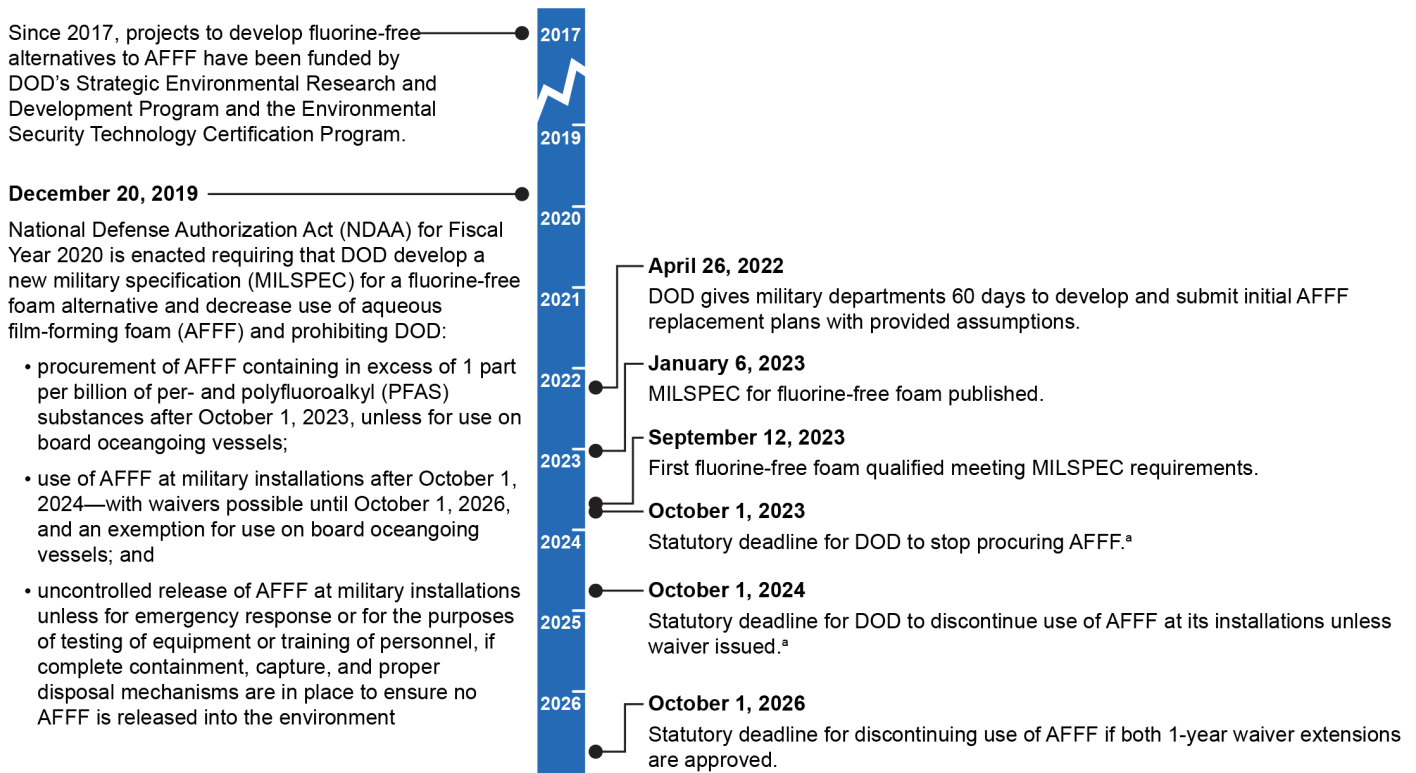 Since 2017, projects to develop fluorine-free
alternatives to AFFF have been funded by
DOD's Strategic Environmental Research and
Development Program and the Environmental
Security Technology Certification Program.
December 20, 2019
National Defense Authorization Act (NDAA) for Fiscal
Year 2020 is enacted requiring that DOD develop a
new military specification (MILSPEC) for a fluorine-free
foam alternative and decrease use of aqueous
film-forming foam (AFFF) and prohibiting DOD:
• procurement of AFFF containing in excess of 1 part
per billion of per- and polyfluoroalkyl (PFAS)
substances after October 1, 2023, unless for use on
board oceangoing vessels;
• use of AFFF at military installations after October 1,
2024—with waivers possible until October 1, 2026,
and an exemption for use on board oceangoing
vessels; and
• uncontrolled release of AFFF at military installations
unless for emergency response or for the purposes
of testing of equipment or training of personnel, if
complete containment, capture, and proper
disposal mechanisms are in place to ensure no
AFFF is released into the environment
2017
2019
2020
2021
2022
2023
2024
2025
2026
April 26, 2022
DOD gives military departments 60 days to develop and submit initial AFFF
replacement plans with provided assumptions.
January 6, 2023
MILSPEC for fluorine-free foam published.
September 12, 2023
First fluorine-free foam qualified meeting MILSPEC requirements.
October 1, 2023
Statutory deadline for DOD to stop procuring AFFF.ª
October 1, 2024
Statutory deadline for DOD to discontinue use of AFFF at its installations unless
waiver issued.ª
October 1, 2026
Statutory deadline for discontinuing use of AFFF if both 1-year waiver extensions
are approved.